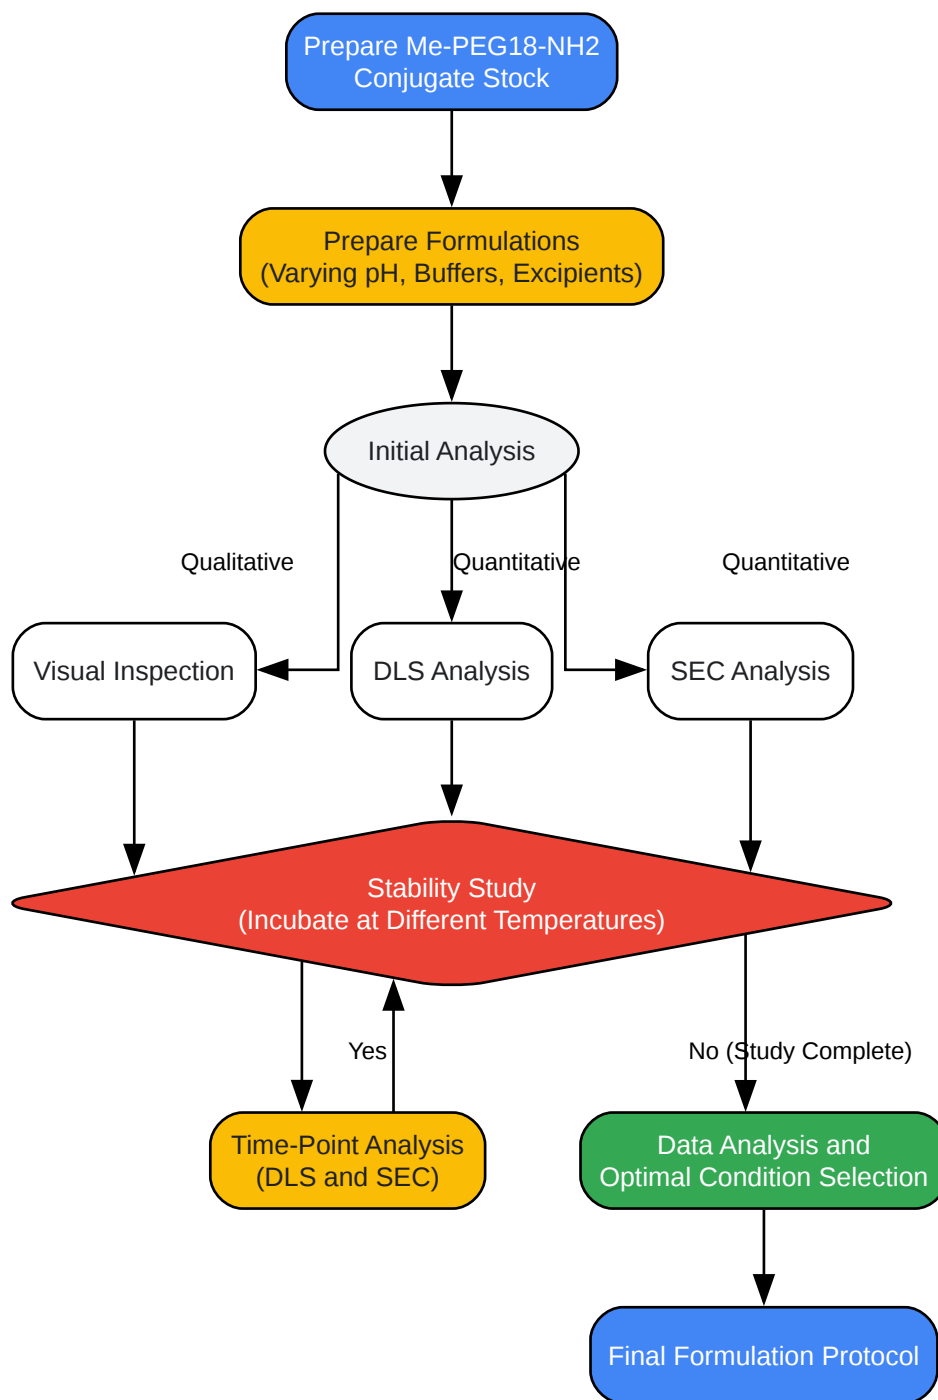 Prepare Me-PEG18-NH2
Conjugate Stock
Prepare Formulations
(Varying pH, Buffers, Excipients)
Initial Analysis
Qualitative
Quantitative
Quantitative
Visual Inspection
DLS Analysis
SEC Analysis
Stability Study
(Incubate at Different Temperatures)
Yes
No (Study Complete)
Time-Point Analysis
(DLS and SEC)
Data Analysis and
Optimal Condition Selection
Final Formulation Protocol